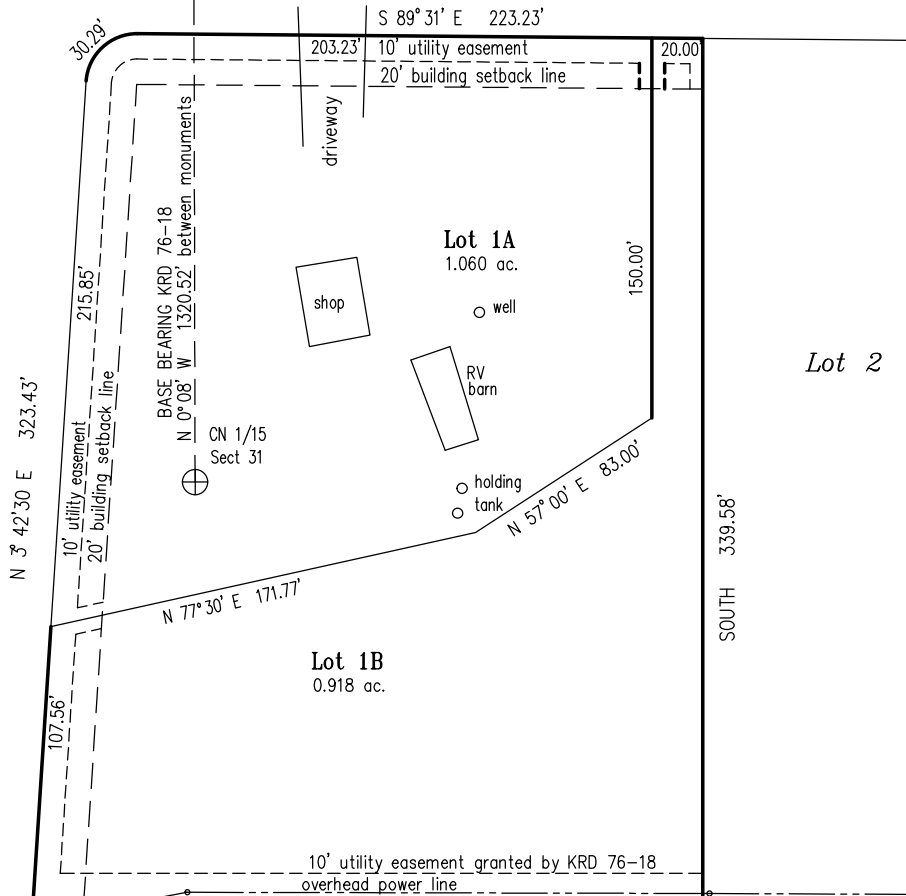 S 89°31' E 223.23'
30.29'
203.23' 10' utility easement
20.00'
20' building setback line
driveway
BASE BEARING KRD 76-18
N 0°08' W 1320.52' between monuments
Lot 1A
1.060 ac.
150.00'
215.85'
shop
well
Lot 2
RV
barn
N 3°42'30 E 323.43'
10' utility easement
20' building setback line
CN 1/15
Sect 31
holding
tank
N 57°00' E 83.00'
SOUTH 339.58'
N 77°30' E 171.77'
Lot 1B
0.918 ac.
107.56'
10' utility easement granted by KRD 76-18
overhead power line